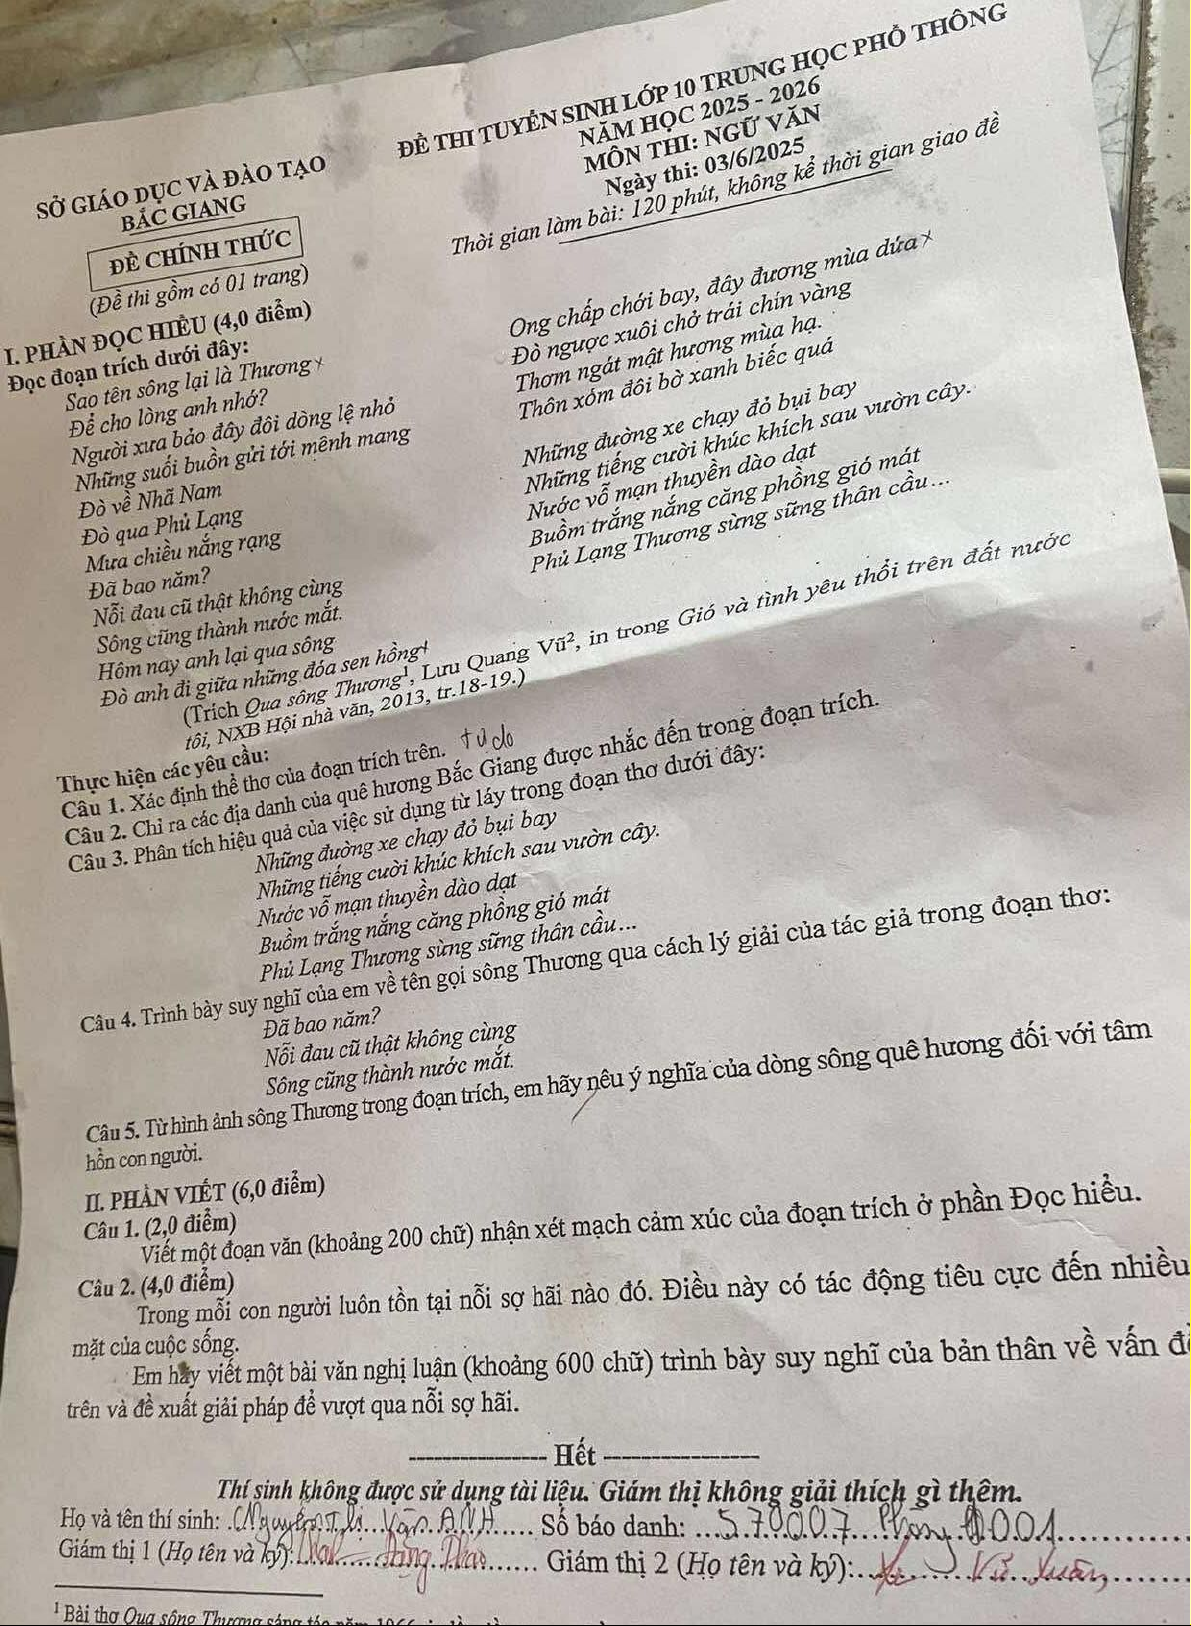 SỞ GIÁO DỤC VÀ ĐÀO TẠO
BẮC GIANG
ĐỀ CHÍNH THỨC
(Đề thi gồm có 01 trang)
ĐỀ THI TUYỂN SINH LỚP 10 TRUNG HỌC PHỔ THÔNG
NĂM HỌC 2025 - 2026
MÔN THI: NGỮ VĂN
Ngày thi: 03/6/2025
Thời gian làm bài: 120 phút, không kể thời gian giao đề
I. PHẦN ĐỌC HIỂU (4,0 điểm)
Đọc đoạn trích dưới đây:
Sao tên sông lại là Thương
Để cho lòng anh nhớ?
Người xưa bảo đây đôi dòng lệ nhỏ
Những suối buồn gửi tới mênh mang
Đò về Nhã Nam
Đò qua Phủ Lạng
Mưa chiều nắng rạng
Đã bao năm?
Nỗi đau cũ thật không cùng
Sông cũng thành nước mắt.
Hôm nay anh lại qua sông
Đò anh đi giữa những đóa sen hồng
Ong chấp chới bay, đây đương mùa dứa
Đò ngược xuôi chở trái chín vàng
Thơm ngát mật hương mùa hạ.
Thôn xóm đôi bờ xanh biếc quá
Những đường xe chạy đỏ bụi bay
Những tiếng cười khúc khích sau vườn cây.
Nước vỗ mạn thuyền dào dạt
Buồm trắng nắng căng phồng gió mát
Phủ Lạng Thương sừng sững thân cầu...
(Trích Qua sông Thương¹, Lưu Quang Vũ², in trong Gió và tình yêu thổi trên đất nước
tôi, NXB Hội nhà văn, 2013, tr.18-19.)
Thực hiện các yêu cầu:
Câu 1. Xác định thể thơ của đoạn trích trên. tự do
Câu 2. Chỉ ra các địa danh của quê hương Bắc Giang được nhắc đến trong đoạn trích.
Câu 3. Phân tích hiệu quả của việc sử dụng từ láy trong đoạn thơ dưới đây:
Những đường xe chạy đỏ bụi bay
Những tiếng cười khúc khích sau vườn cây.
Nước vỗ mạn thuyền dào dạt
Buồm trắng nắng căng phồng gió mát
Phủ Lạng Thương sừng sững thân cầu...
Câu 4. Trình bày suy nghĩ của em về tên gọi sông Thương qua cách lý giải của tác giả trong đoạn thơ:
Đã bao năm?
Nỗi đau cũ thật không cùng
Sông cũng thành nước mắt.
Câu 5. Từ hình ảnh sông Thương trong đoạn trích, em hãy nêu ý nghĩa của dòng sông quê hương đối với tâm
hồn con người.
II. PHẦN VIẾT (6,0 điểm)
Câu 1. (2,0 điểm)
Viết một đoạn văn (khoảng 200 chữ) nhận xét mạch cảm xúc của đoạn trích ở phần Đọc hiểu.
Câu 2. (4,0 điểm)
Trong mỗi con người luôn tồn tại nỗi sợ hãi nào đó. Điều này có tác động tiêu cực đến nhiều
mặt của cuộc sống.
Em hãy viết một bài văn nghị luận (khoảng 600 chữ) trình bày suy nghĩ của bản thân về vấn đề
trên và đề xuất giải pháp để vượt qua nỗi sợ hãi.
Hết
Thí sinh không được sử dụng tài liệu. Giám thị không giải thích gì thêm.
Họ và tên thí sinh: Nguyễn Thị Vân ANH Số báo danh: 570007 Phòng 001
Giám thị 1 (Họ tên và ký): Giám thị 2 (Họ tên và ký):
¹ Bài thơ Qua sông Thương sáng tác năm 1966